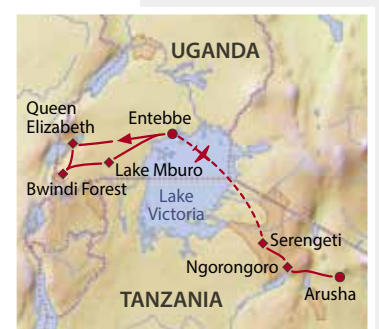 UGANDA
Queen
Elizabeth
Entebbe
Lake Mburo
Bwindi Forest
Lake
Victoria
Serengeti
Ngorongoro
Arusha
TANZANIA